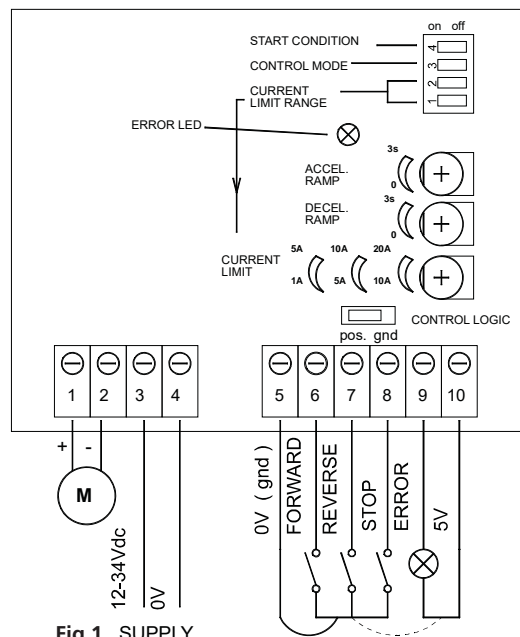 on off
START CONDITION
4
CONTROL MODE
3
CURRENT
LIMIT RANGE
2
1
ERROR LED
3s
ACCEL.
RAMP
0
3s
DECEL.
RAMP
0
5A 10A 20A
CURRENT
LIMIT
1A 5A 10A
CONTROL LOGIC
pos. gnd
1 2 3 4 5 6 7 8 9 10
+ -
M
12-34Vdc
0V
0V ( gnd )
FORWARD
REVERSE
STOP
ERROR
5V
Fig.1 SUPPLY